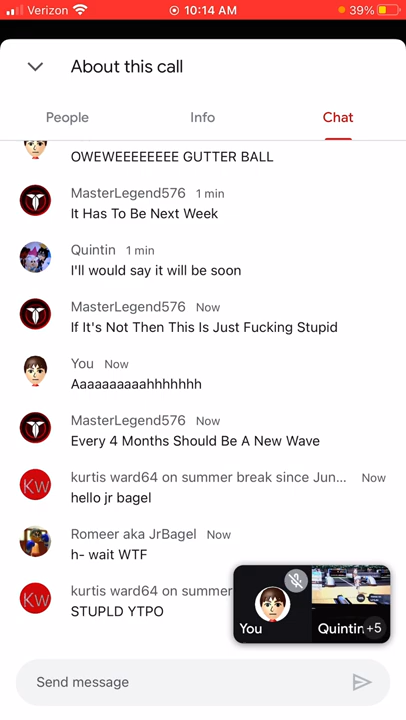 Verizon 10:14 AM 39%
About this call
People Info Chat
OWEWEEEEEEEE GUTTER BALL
MasterLegend576 1 min
It Has To Be Next Week
Quintin 1 min
I'll would say it will be soon
MasterLegend576 Now
If It's Not Then This Is Just Fucking Stupid
You Now
Aaaaaaaaaahhhhhhh
MasterLegend576 Now
Every 4 Months Should Be A New Wave
KW
kurtis ward64 on summer break since Jun... Now
hello jr bagel
Romeer aka JrBagel Now
h- wait WTF
KW
kurtis ward64 on summer
STUPLD YTPO
You Quintin +5
Send message